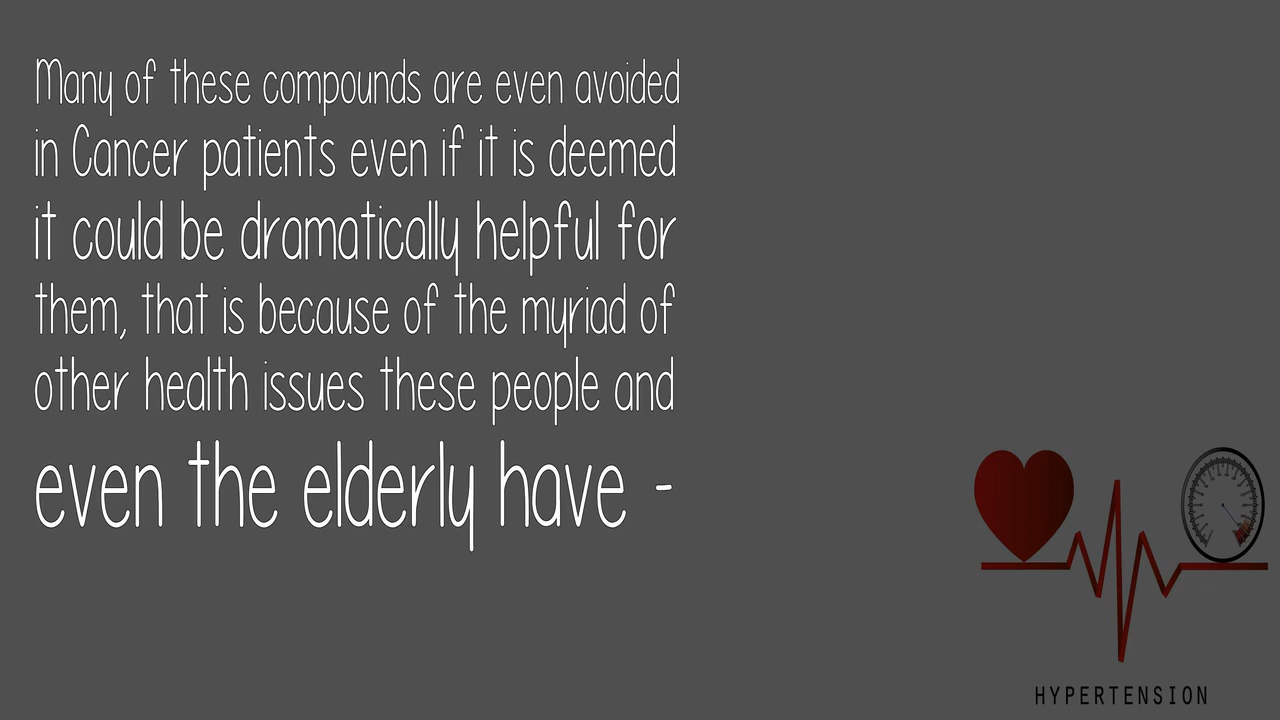 Many of these compounds are even avoided
in Cancer patients even if it is deemed
it could be dramatically helpful for
them, that is because of the myriad of
other health issues these people and
even the elderly have -
HYPERTENSION